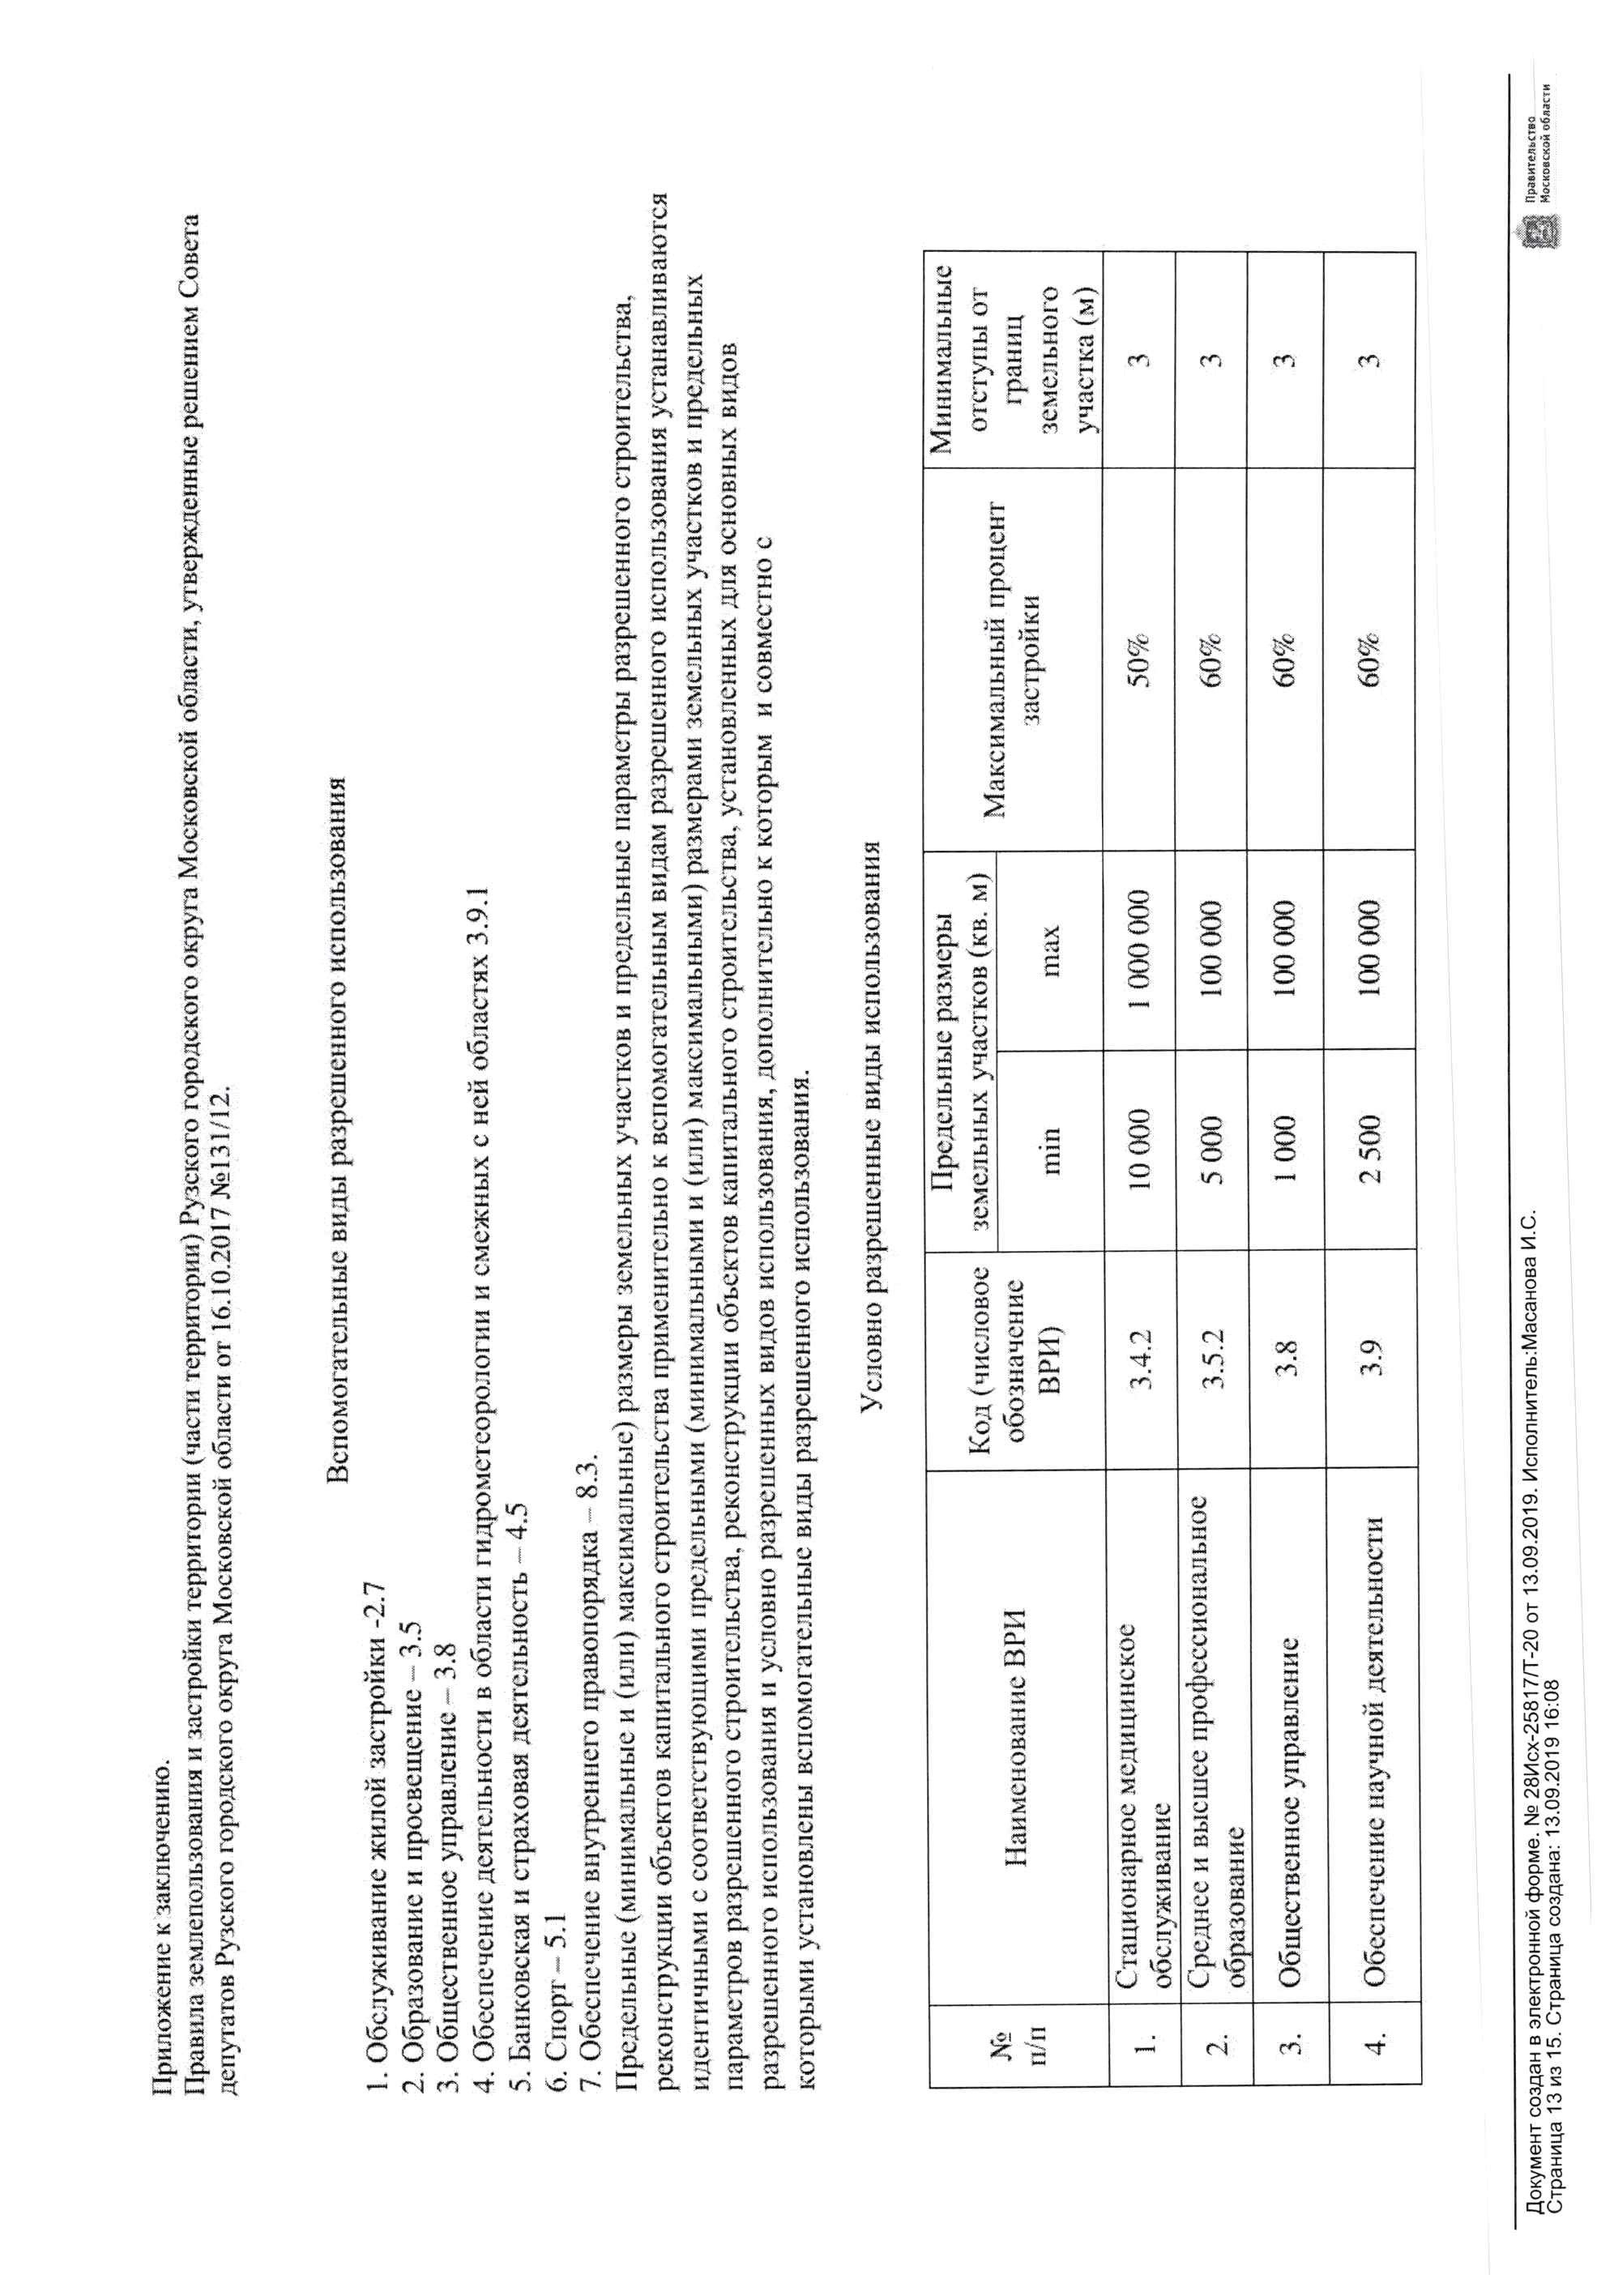 Приложение к заключению.
Правила землепользования и застройки территории (части территории) Рузского городского округа Московской области, утвержденные решением Совета
депутатов Рузского городского округа Московской области от 16.10.2017 №131/12.
Вспомогательные виды разрешенного использования
1. Обслуживание жилой застройки -2.7
2. Образование и просвещение – 3.5
3. Общественное управление – 3.8
4. Обеспечение деятельности в области гидрометеорологии и смежных с ней областях 3.9.1
5. Банковская и страховая деятельность – 4.5
6. Спорт – 5.1
7. Обеспечение внутреннего правопорядка – 8.3.
Предельные (минимальные и (или) максимальные) размеры земельных участков и предельные параметры разрешенного строительства,
реконструкции объектов капитального строительства применительно к вспомогательным видам разрешенного использования устанавливаются
идентичными с соответствующими предельными (минимальными и (или) максимальными) размерами земельных участков и предельных
параметров разрешенного строительства, реконструкции объектов капитального строительства, установленных для основных видов
разрешенного использования и условно разрешенных видов использования, дополнительно к которым и совместно с
которыми установлены вспомогательные виды разрешенного использования.
Условно разрешенные виды использования
№ п/п Наименование ВРИ Код (числовое обозначение ВРИ) Предельные размеры земельных участков (кв. м) Максимальный процент застройки Минимальные отступы от границ земельного участка (м)
min max
1. Стационарное медицинское обслуживание 3.4.2 10 000 1 000 000 50% 3
2. Среднее и высшее профессиональное образование 3.5.2 5 000 100 000 60% 3
3. Общественное управление 3.8 1 000 100 000 60% 3
4. Обеспечение научной деятельности 3.9 2 500 100 000 60% 3
Документ создан в электронной форме. № 28Исх-25817/Т-20 от 13.09.2019. Исполнитель:Масанова И.С.
Страница 13 из 15. Страница создана: 13.09.2019 16:08
Правительство
Московской области